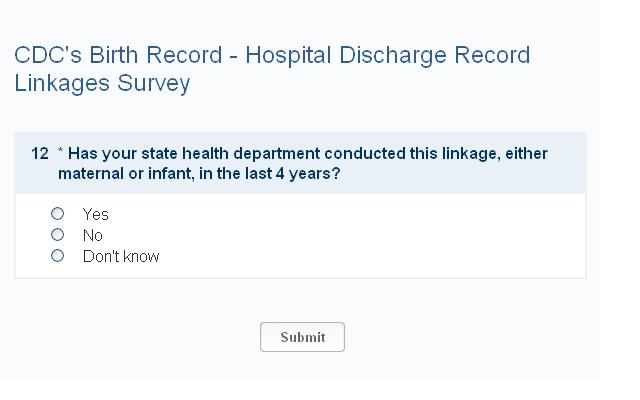 CDC's Birth Record - Hospital Discharge Record
Linkages Survey
12 * Has your state health department conducted this linkage, either
maternal or infant, in the last 4 years?
Yes
No
Don't know
Submit